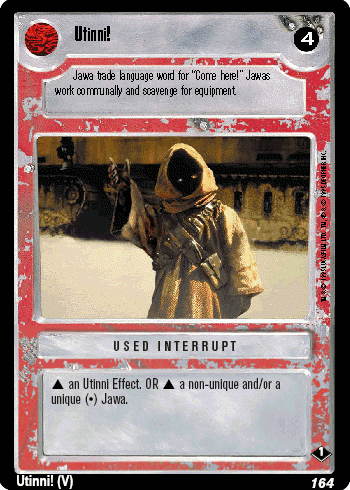 Utinni!
4
Jawa trade language word for "Come here!" Jawas
work communally and scavenge for equipment.
USED INTERRUPT
▲ an Utinni Effect. OR ▲ a non-unique and/or a
unique (•) Jawa.
1
Utinni! (V)
164